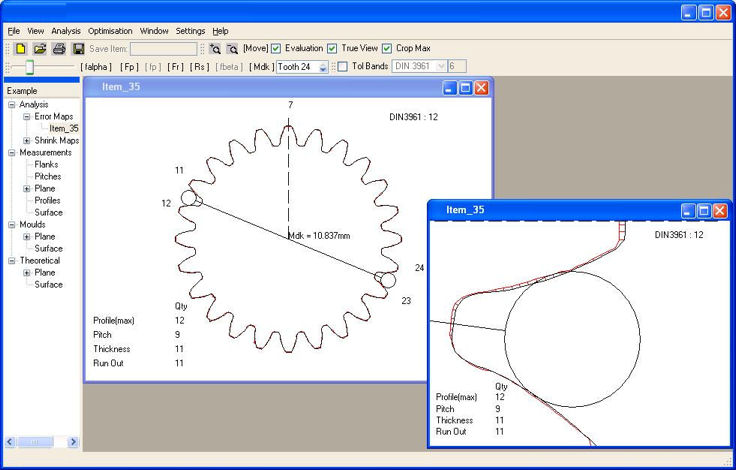 File View Analysis Optimisation Window Settings Help
Save Item: [Move] Evaluation True View Crop Max
[ falpha ] [ Fp ] [ fp ] [ Fr ] [ Rs ] [ fbeta ] [ Mdk ] Tooth 24 Tol Bands DIN 3961 6
Example
Analysis
Error Maps
Item_35
Shrink Maps
Measurements
Flanks
Pitches
Plane
Profiles
Surface
Moulds
Plane
Surface
Theoretical
Plane
Surface
Item_35
7
DIN3961 : 12
11
12
Mdk = 10.837mm
24
23
Qty
Profile(max) 12
Pitch 9
Thickness 11
Run Out 11
Item_35
DIN3961 : 12
Qty
Profile(max) 12
Pitch 9
Thickness 11
Run Out 11